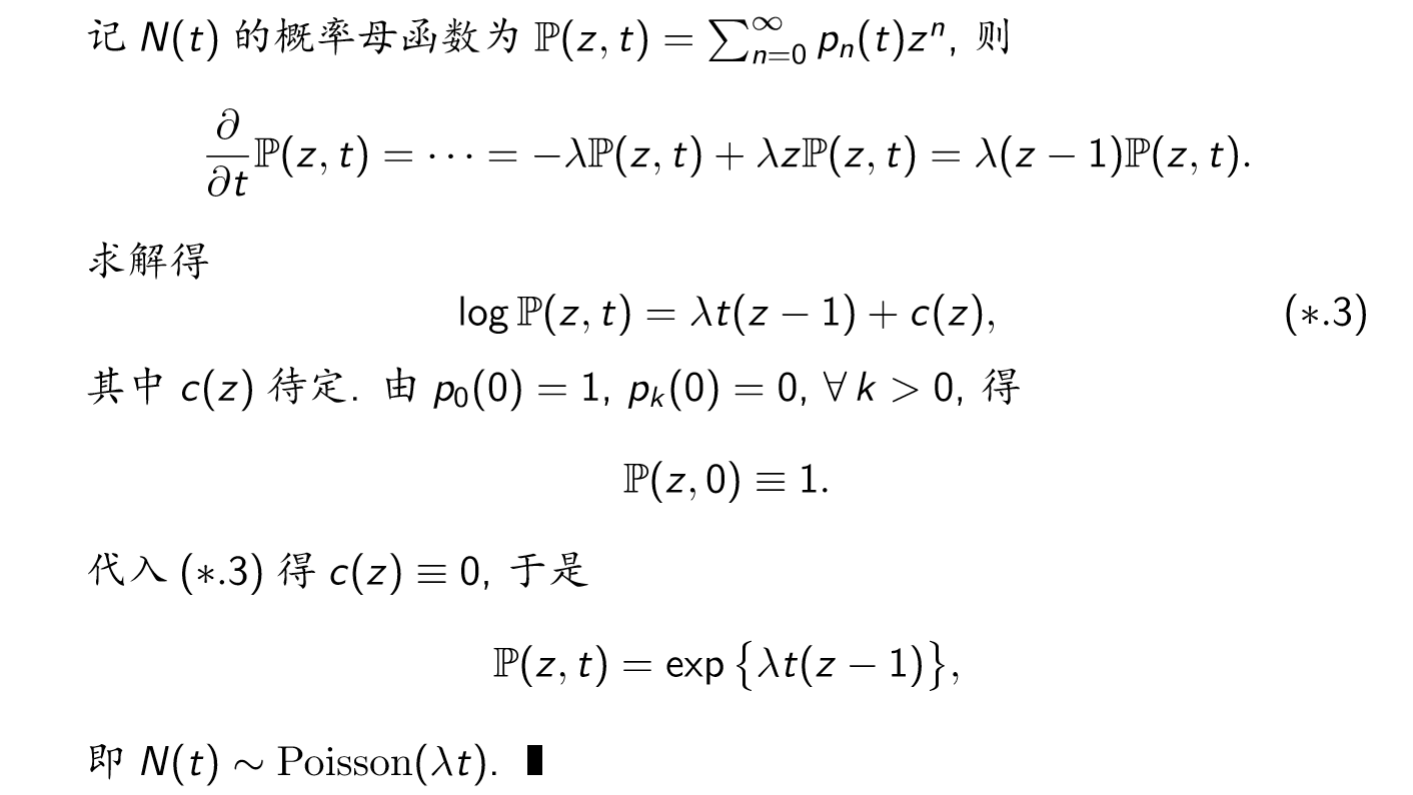 记 N(t) 的概率母函数为 ℙ(z, t) = ∑_{n=0}^{∞} p_n(t)z^n, 则
∂/∂t ℙ(z, t) = ⋯ = −λℙ(z, t) + λzℙ(z, t) = λ(z − 1)ℙ(z, t).
求解得
log ℙ(z, t) = λt(z − 1) + c(z), (∗.3)
其中 c(z) 待定. 由 p_0(0) = 1, p_k(0) = 0, ∀ k > 0, 得
ℙ(z, 0) ≡ 1.
代入 (∗.3) 得 c(z) ≡ 0, 于是
ℙ(z, t) = exp {λt(z − 1)},
即 N(t) ∼ Poisson(λt). ▮